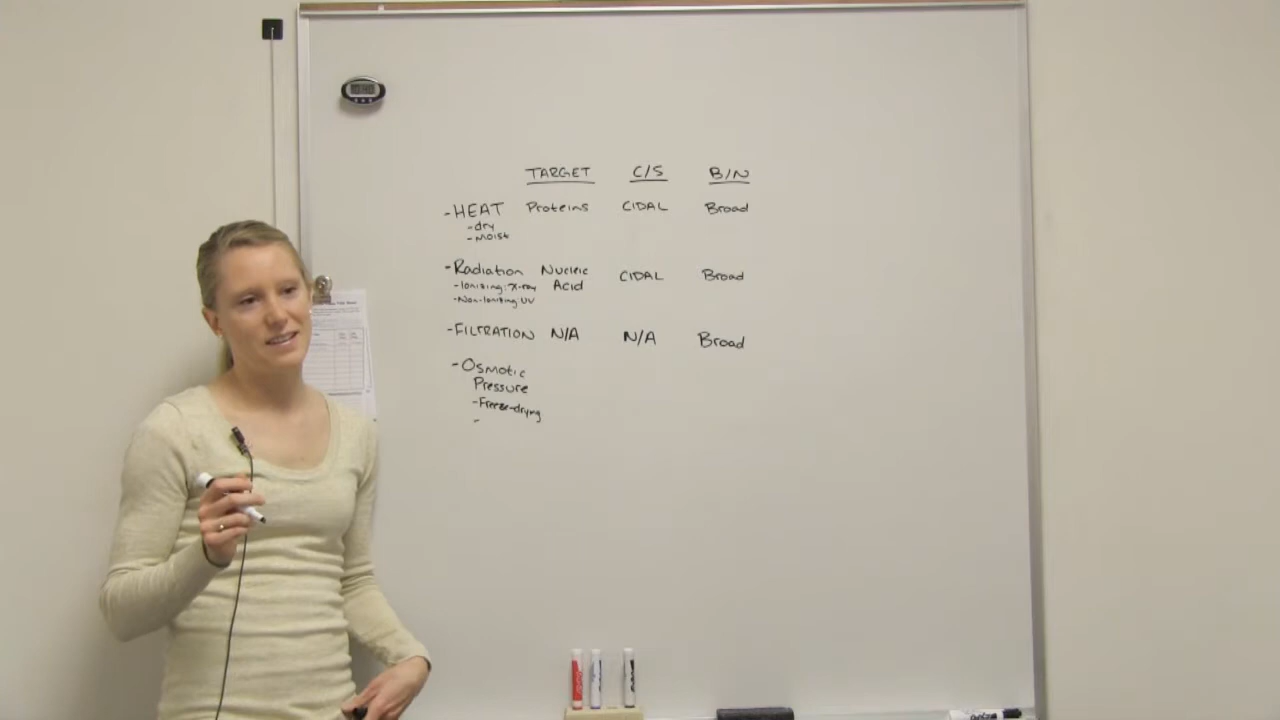 TARGET C/S B/N
-HEAT Proteins CIDAL Broad
-dry
-Moist
-Radiation Nucleic CIDAL Broad
-Ionizing: X-ray Acid
-Non-Ionizing: UV
-FILTRATION N/A N/A Broad
-Osmotic
Pressure
-Freeze-drying
-